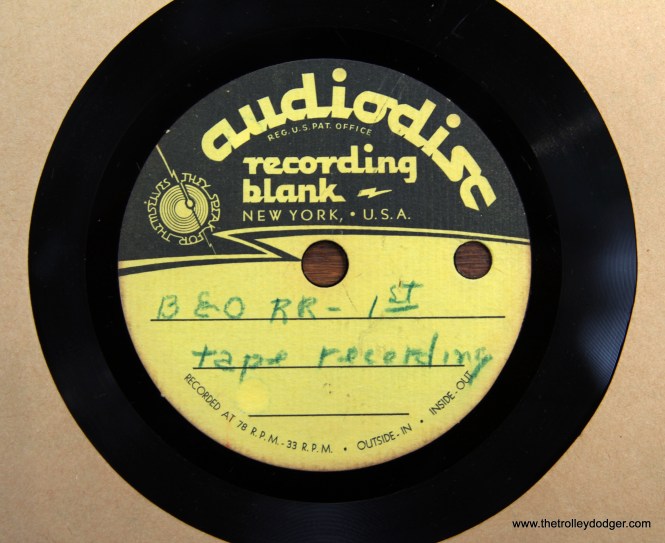 audiodisc
REG. U.S. PAT. OFFICE
recording
blank
NEW YORK, • U.S.A.
THEY SPEAK FOR THEMSELVES
B & O RR - 1ST
tape recording
RECORDED AT 78 R.P.M. - 33 R.P.M. • OUTSIDE - IN • INSIDE - OUT
www.thetrolleydodger.com